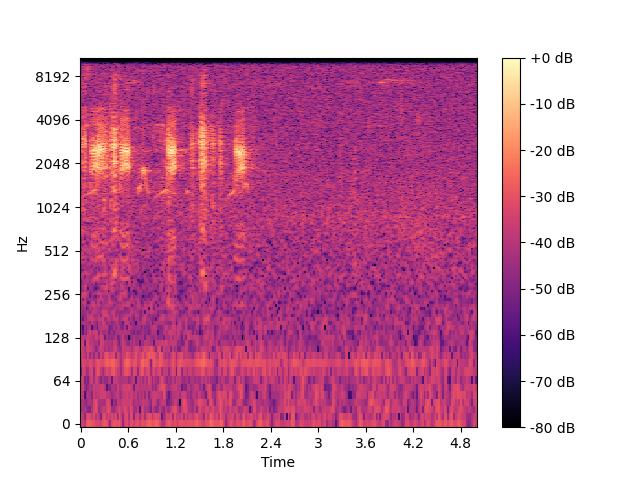 8192
4096
2048
1024
512
256
128
64
0
Hz
0 0.6 1.2 1.8 2.4 3 3.6 4.2 4.8
Time
+0 dB
-10 dB
-20 dB
-30 dB
-40 dB
-50 dB
-60 dB
-70 dB
-80 dB